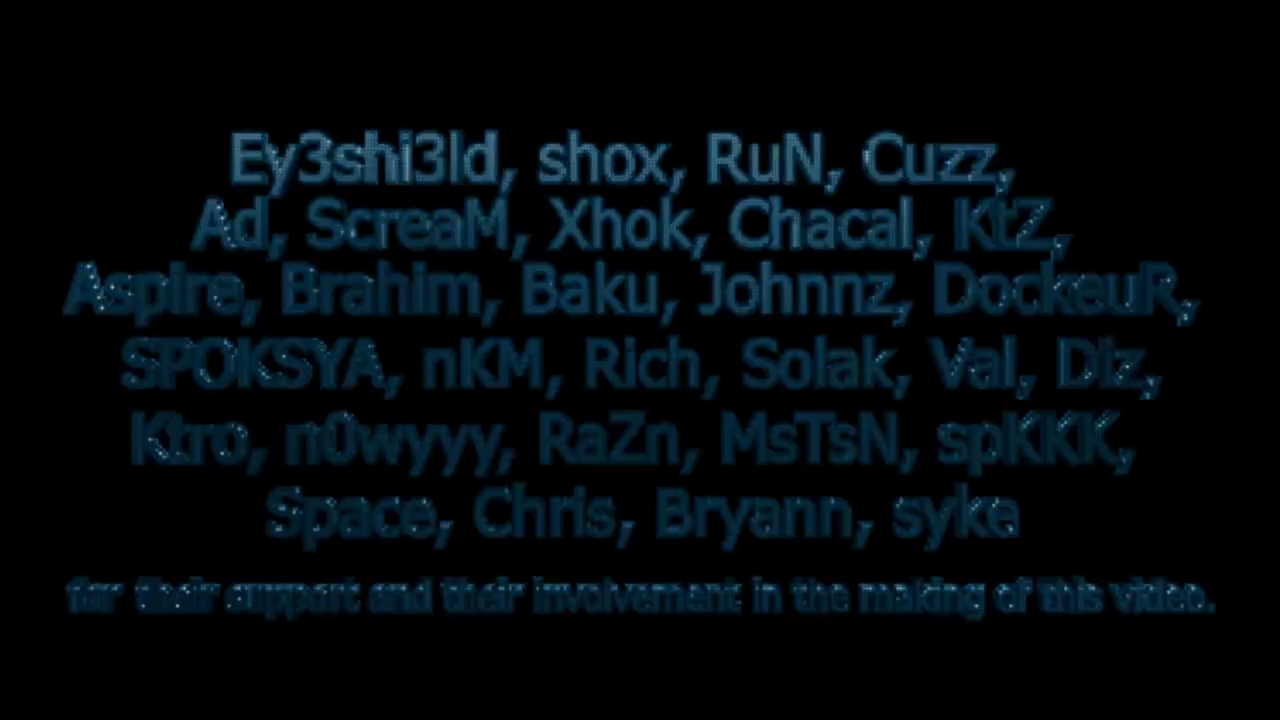 Ey3shi3ld, shox, RuN, Cuzz,
Ad, ScreaM, Xhok, Chacal, KtZ,
Aspire, Brahim, Baku, Johnnz, DockeuR,
SPOKSYA, nKM, Rich, Solak, Val, Diz,
Ktro, n0wyyy, RaZn, MsTsN, spKKK,
Space, Chris, Bryann, syke
for their support and their involvement in the making of this video.